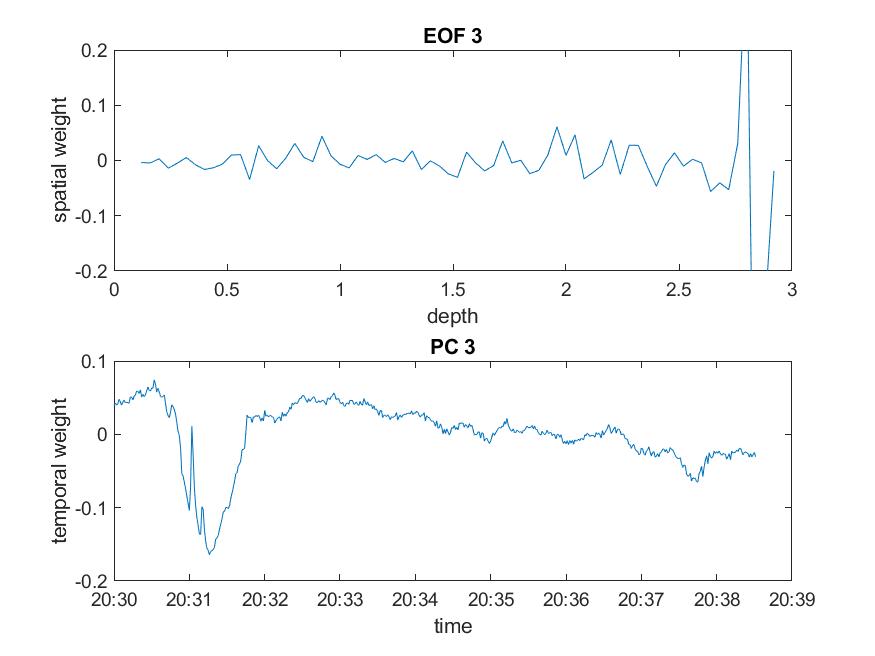 EOF 3
0.2
0.1
0
-0.1
-0.2
spatial weight
0 0.5 1 1.5 2 2.5 3
depth
PC 3
0.1
0
-0.1
-0.2
temporal weight
20:30 20:31 20:32 20:33 20:34 20:35 20:36 20:37 20:38 20:39
time